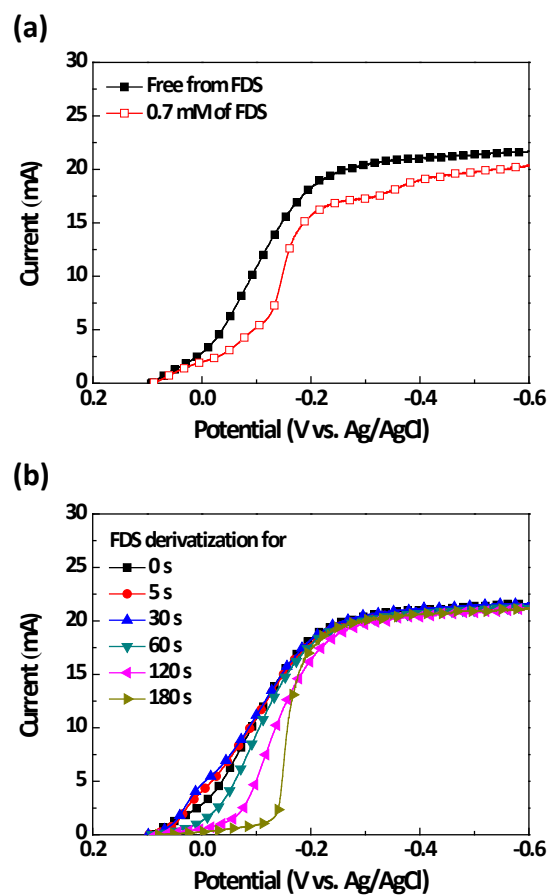 (a)
30
25
20
15
10
5
0
Current (mA)
Free from FDS
0.7 mM of FDS
0.2 0.0 -0.2 -0.4 -0.6
Potential (V vs. Ag/AgCl)
(b)
30
25
20
15
10
5
0
Current (mA)
FDS derivatization for
0 s
5 s
30 s
60 s
120 s
180 s
0.2 0.0 -0.2 -0.4 -0.6
Potential (V vs. Ag/AgCl)